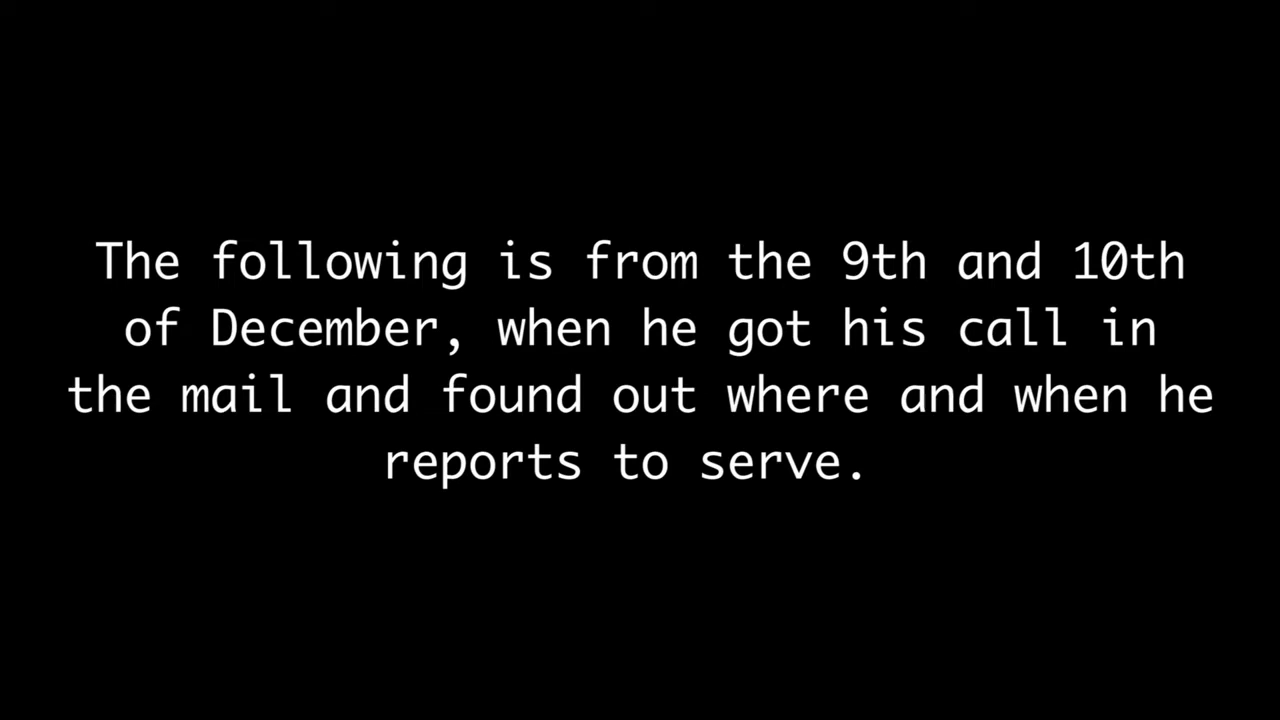 The following is from the 9th and 10th
of December, when he got his call in
the mail and found out where and when he
reports to serve.